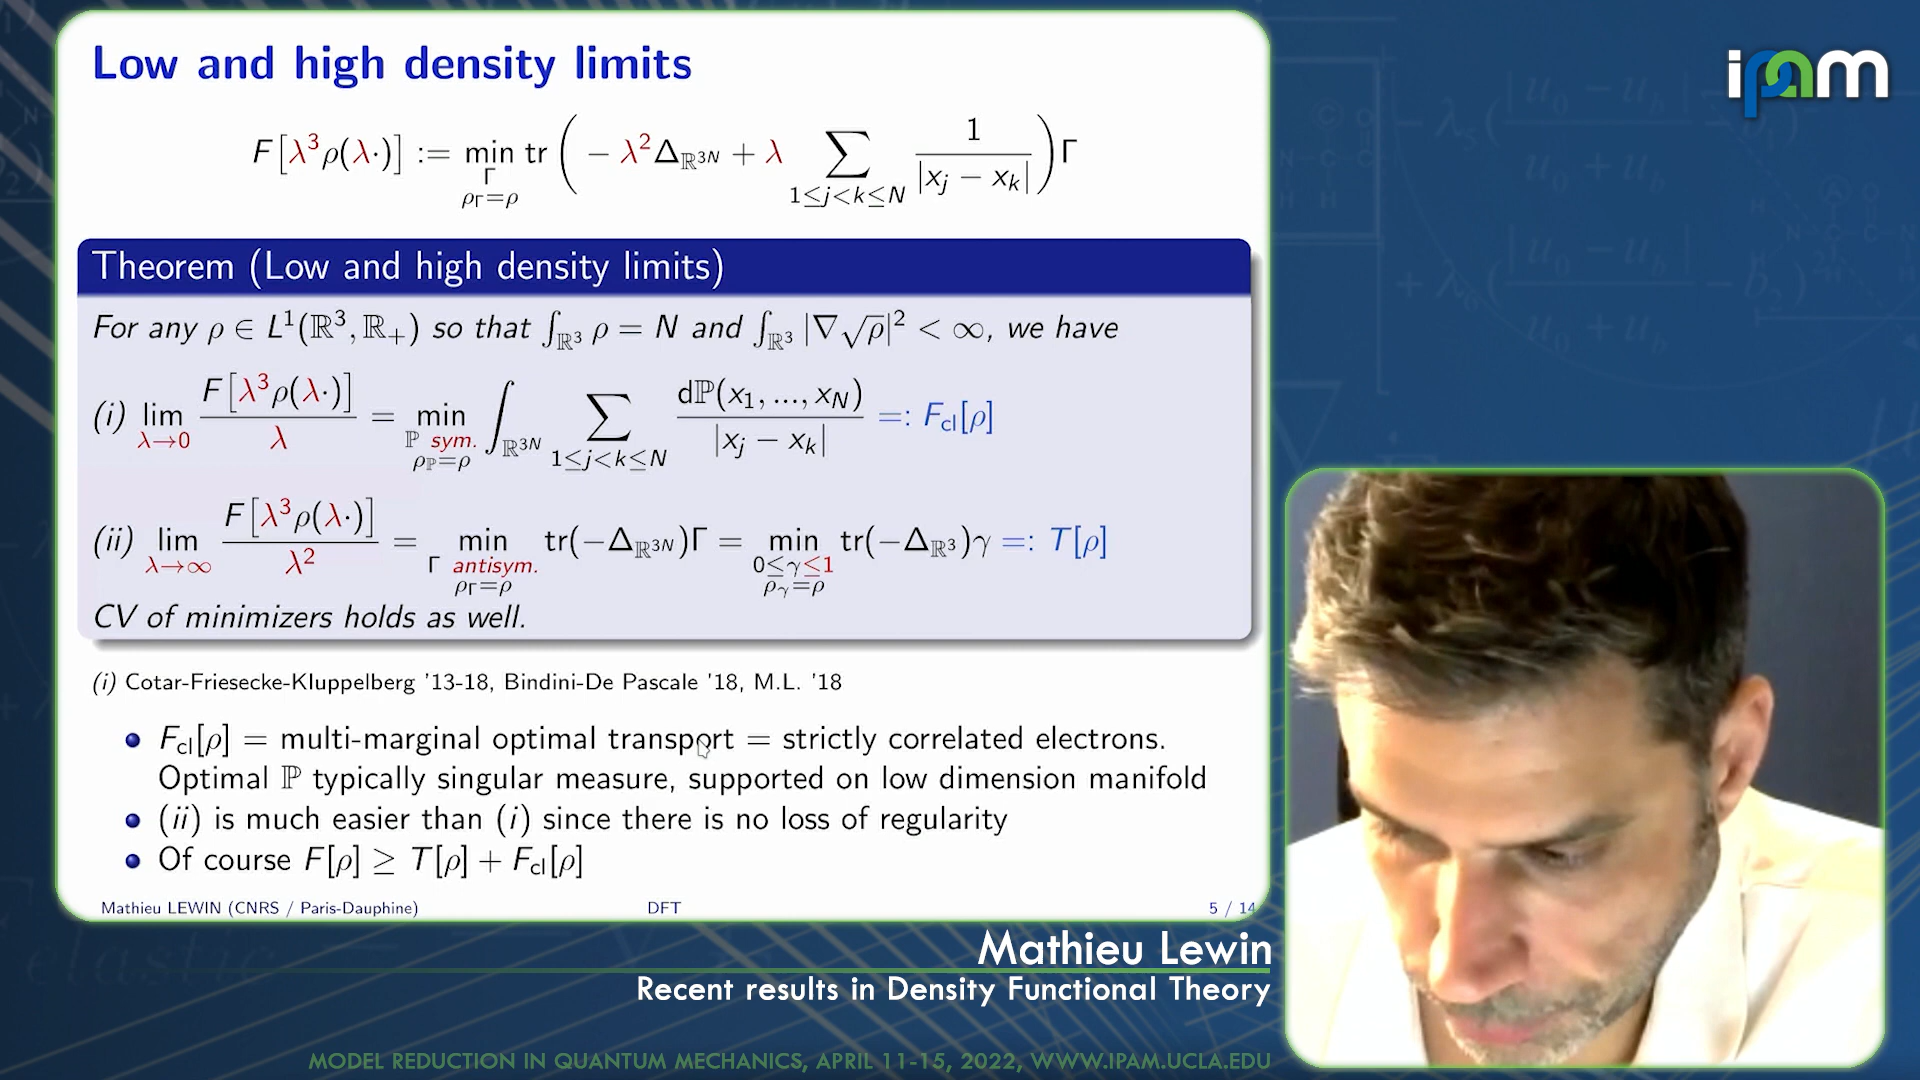 Low and high density limits
F[λ³ρ(λ·)] := min_{Γ, ρ_Γ=ρ} tr ( − λ²Δ_{ℝ^{3N}} + λ ∑_{1≤j<k≤N} 1/|x_j − x_k| ) Γ
Theorem (Low and high density limits)
For any ρ ∈ L¹(ℝ³, ℝ₊) so that ∫_{ℝ³} ρ = N and ∫_{ℝ³} |∇√ρ|² < ∞, we have
(i) lim_{λ→0} F[λ³ρ(λ·)]/λ = min_{ℙ sym. ρ_ℙ=ρ} ∫_{ℝ^{3N}} ∑_{1≤j<k≤N} dℙ(x₁, ..., x_N)/|x_j − x_k| =: F_cl[ρ]
(ii) lim_{λ→∞} F[λ³ρ(λ·)]/λ² = min_{Γ antisym. ρ_Γ=ρ} tr(−Δ_{ℝ^{3N}})Γ = min_{0≤γ≤1 ρ_γ=ρ} tr(−Δ_{ℝ³})γ =: T[ρ]
CV of minimizers holds as well.
(i) Cotar-Friesecke-Kluppelberg '13-18, Bindini-De Pascale '18, M.L. '18
• F_cl[ρ] = multi-marginal optimal transport = strictly correlated electrons.
Optimal ℙ typically singular measure, supported on low dimension manifold
• (ii) is much easier than (i) since there is no loss of regularity
• Of course F[ρ] ≥ T[ρ] + F_cl[ρ]
Mathieu LEWIN (CNRS / Paris-Dauphine) DFT 5 / 14
ipam
Mathieu Lewin
Recent results in Density Functional Theory
MODEL REDUCTION IN QUANTUM MECHANICS, APRIL 11-15, 2022, WWW.IPAM.UCLA.EDU